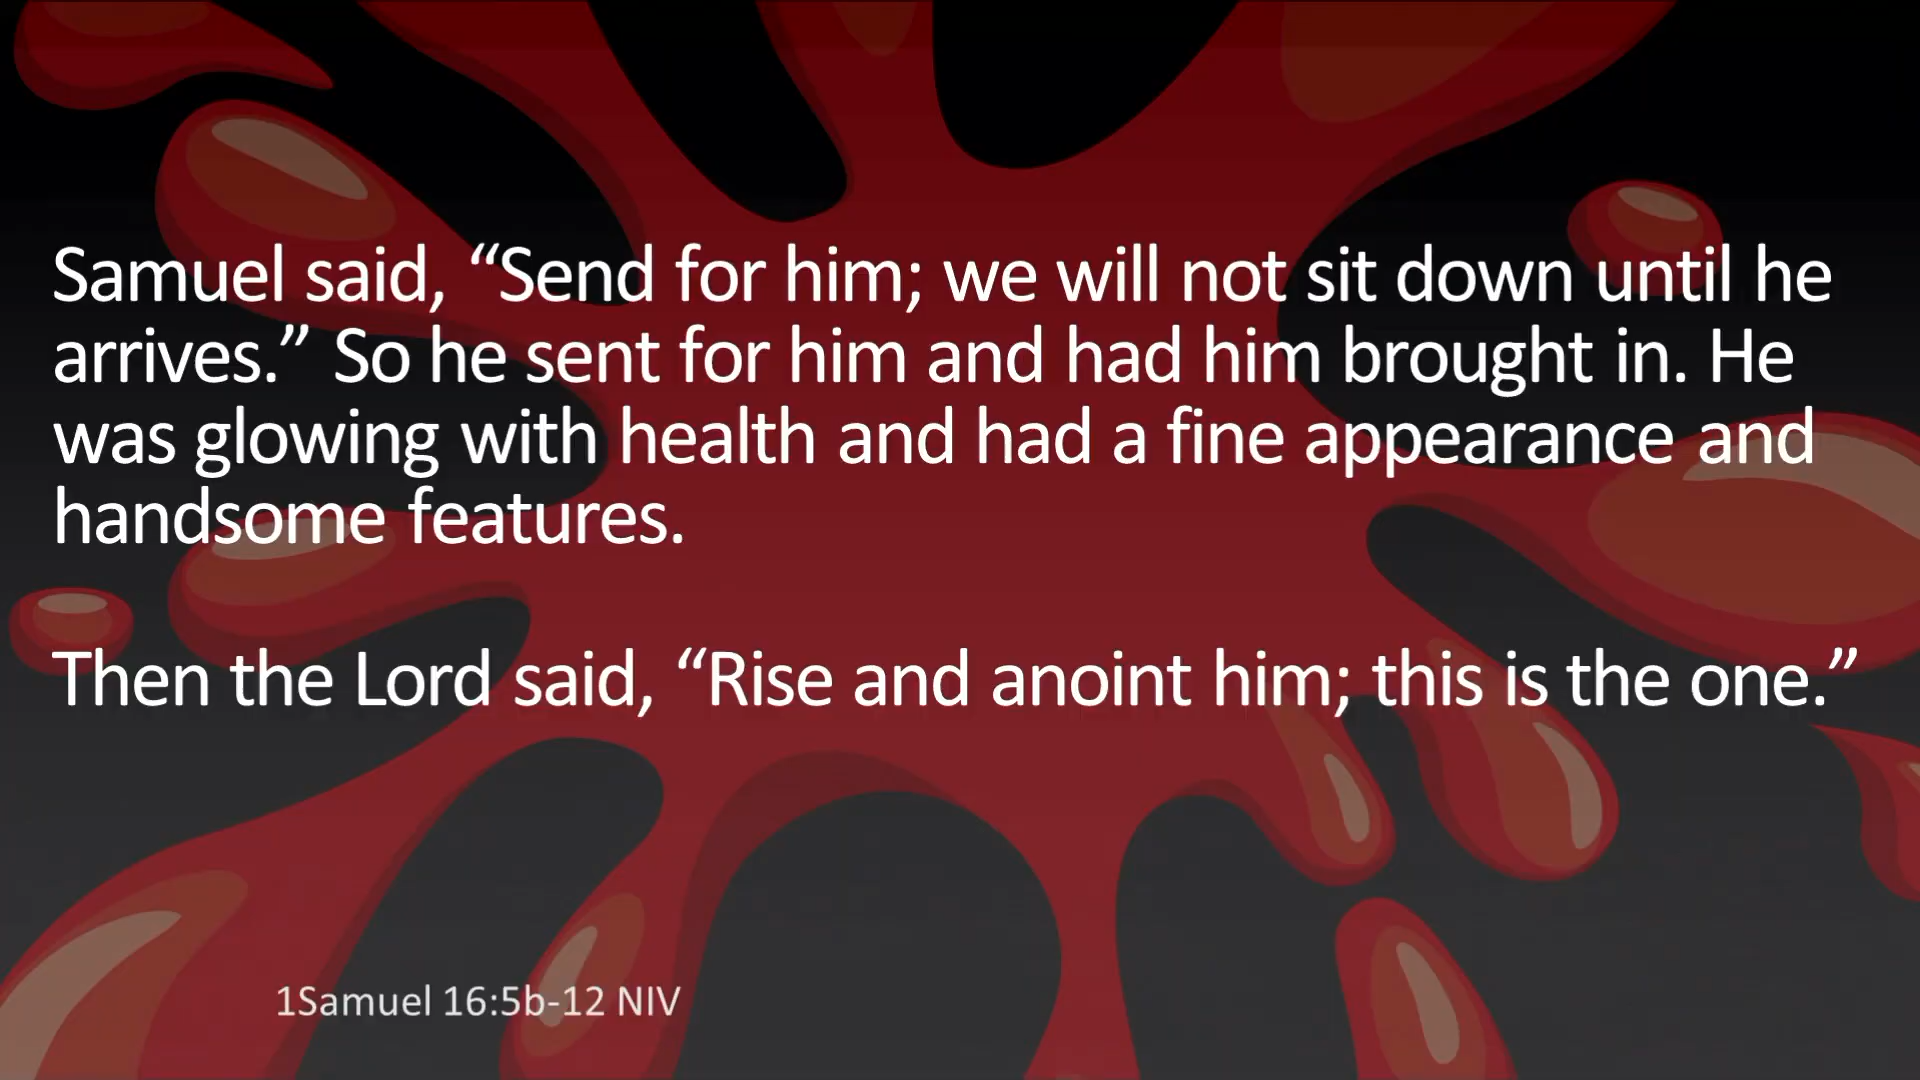 Samuel said, “Send for him; we will not sit down until he
arrives.” So he sent for him and had him brought in. He
was glowing with health and had a fine appearance and
handsome features.
Then the Lord said, “Rise and anoint him; this is the one.”
1Samuel 16:5b-12 NIV